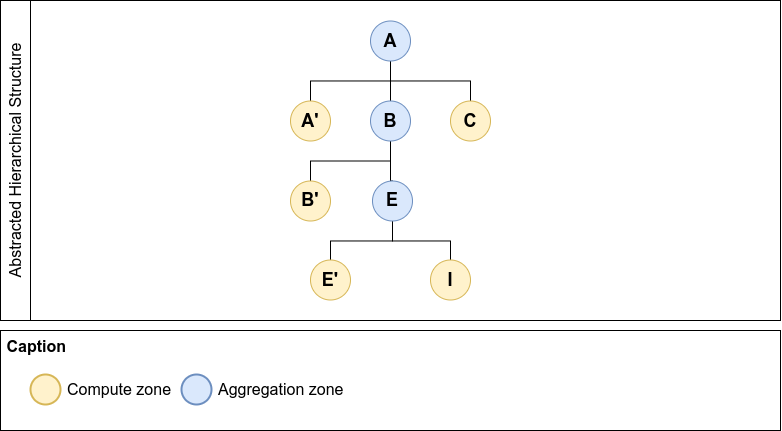 Abstracted Hierarchical Structure
A
A'
B
C
B'
E
E'
I
Caption
Compute zone
Aggregation zone